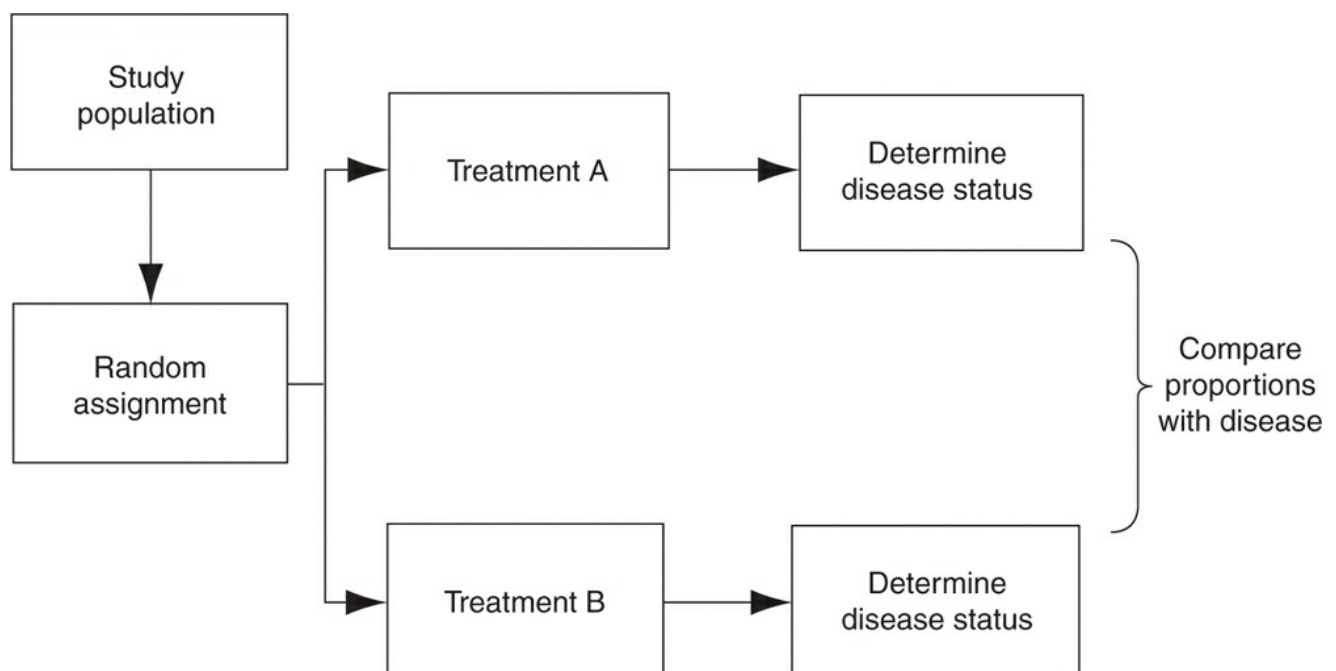 Study
population
Random
assignment
Treatment A
Determine
disease status
Treatment B
Determine
disease status
Compare
proportions
with disease